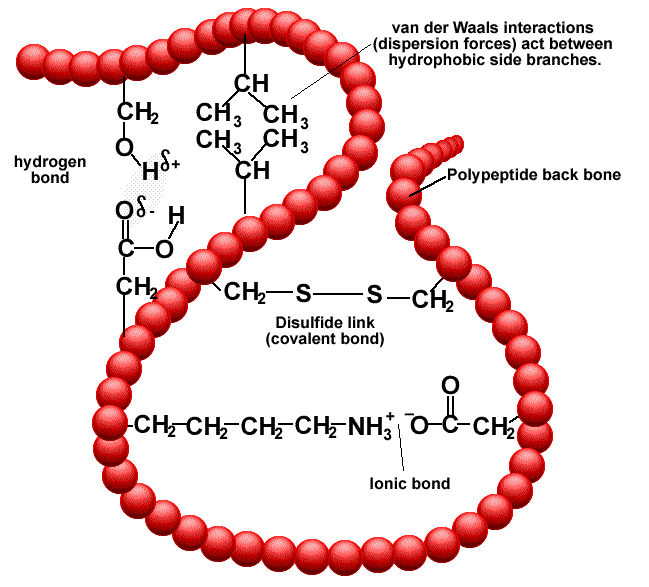 van der Waals interactions
(dispersion forces) act between
hydrophobic side branches.
CH
CH3 CH3
CH3 CH3
CH
CH2
O
H δ+
hydrogen
bond
O δ-
H
C O
CH2
Polypeptide back bone
CH2 S S CH2
Disulfide link
(covalent bond)
O
CH2 CH2 CH2 CH2 NH3+ -O C CH2
Ionic bond